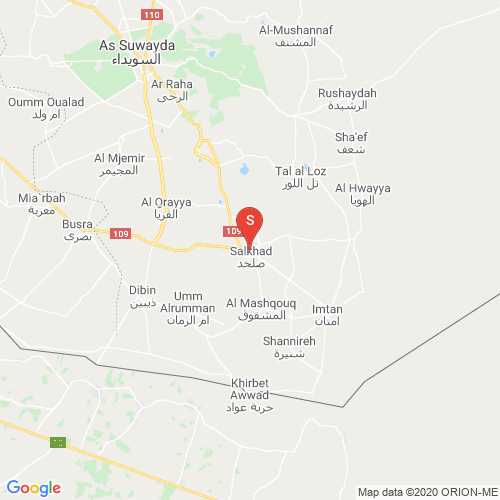 110
Al-Mushannaf
المشنف
As Suwayda
السويداء
Ar Raha
الرحى
Rushaydah
الرشيدة
Oumm Oualad
ام ولد
Sha'ef
شعف
Al Mjemir
المجيمر
Tal al Loz
تل اللوز
Al Hwayya
الهويا
Mia'rbah
معربة
Al Qrayya
القريا
S
Busra
بصرى
109
109
Salkhad
صلخد
Dibin
ذيبين
Umm
Alrumman
ام الرمان
Al Mashqouq
المشقوق
Imtan
امتان
Shannireh
شنيرة
Khirbet
Awwad
خربة عواد
Google
Map data ©2020 ORION-ME